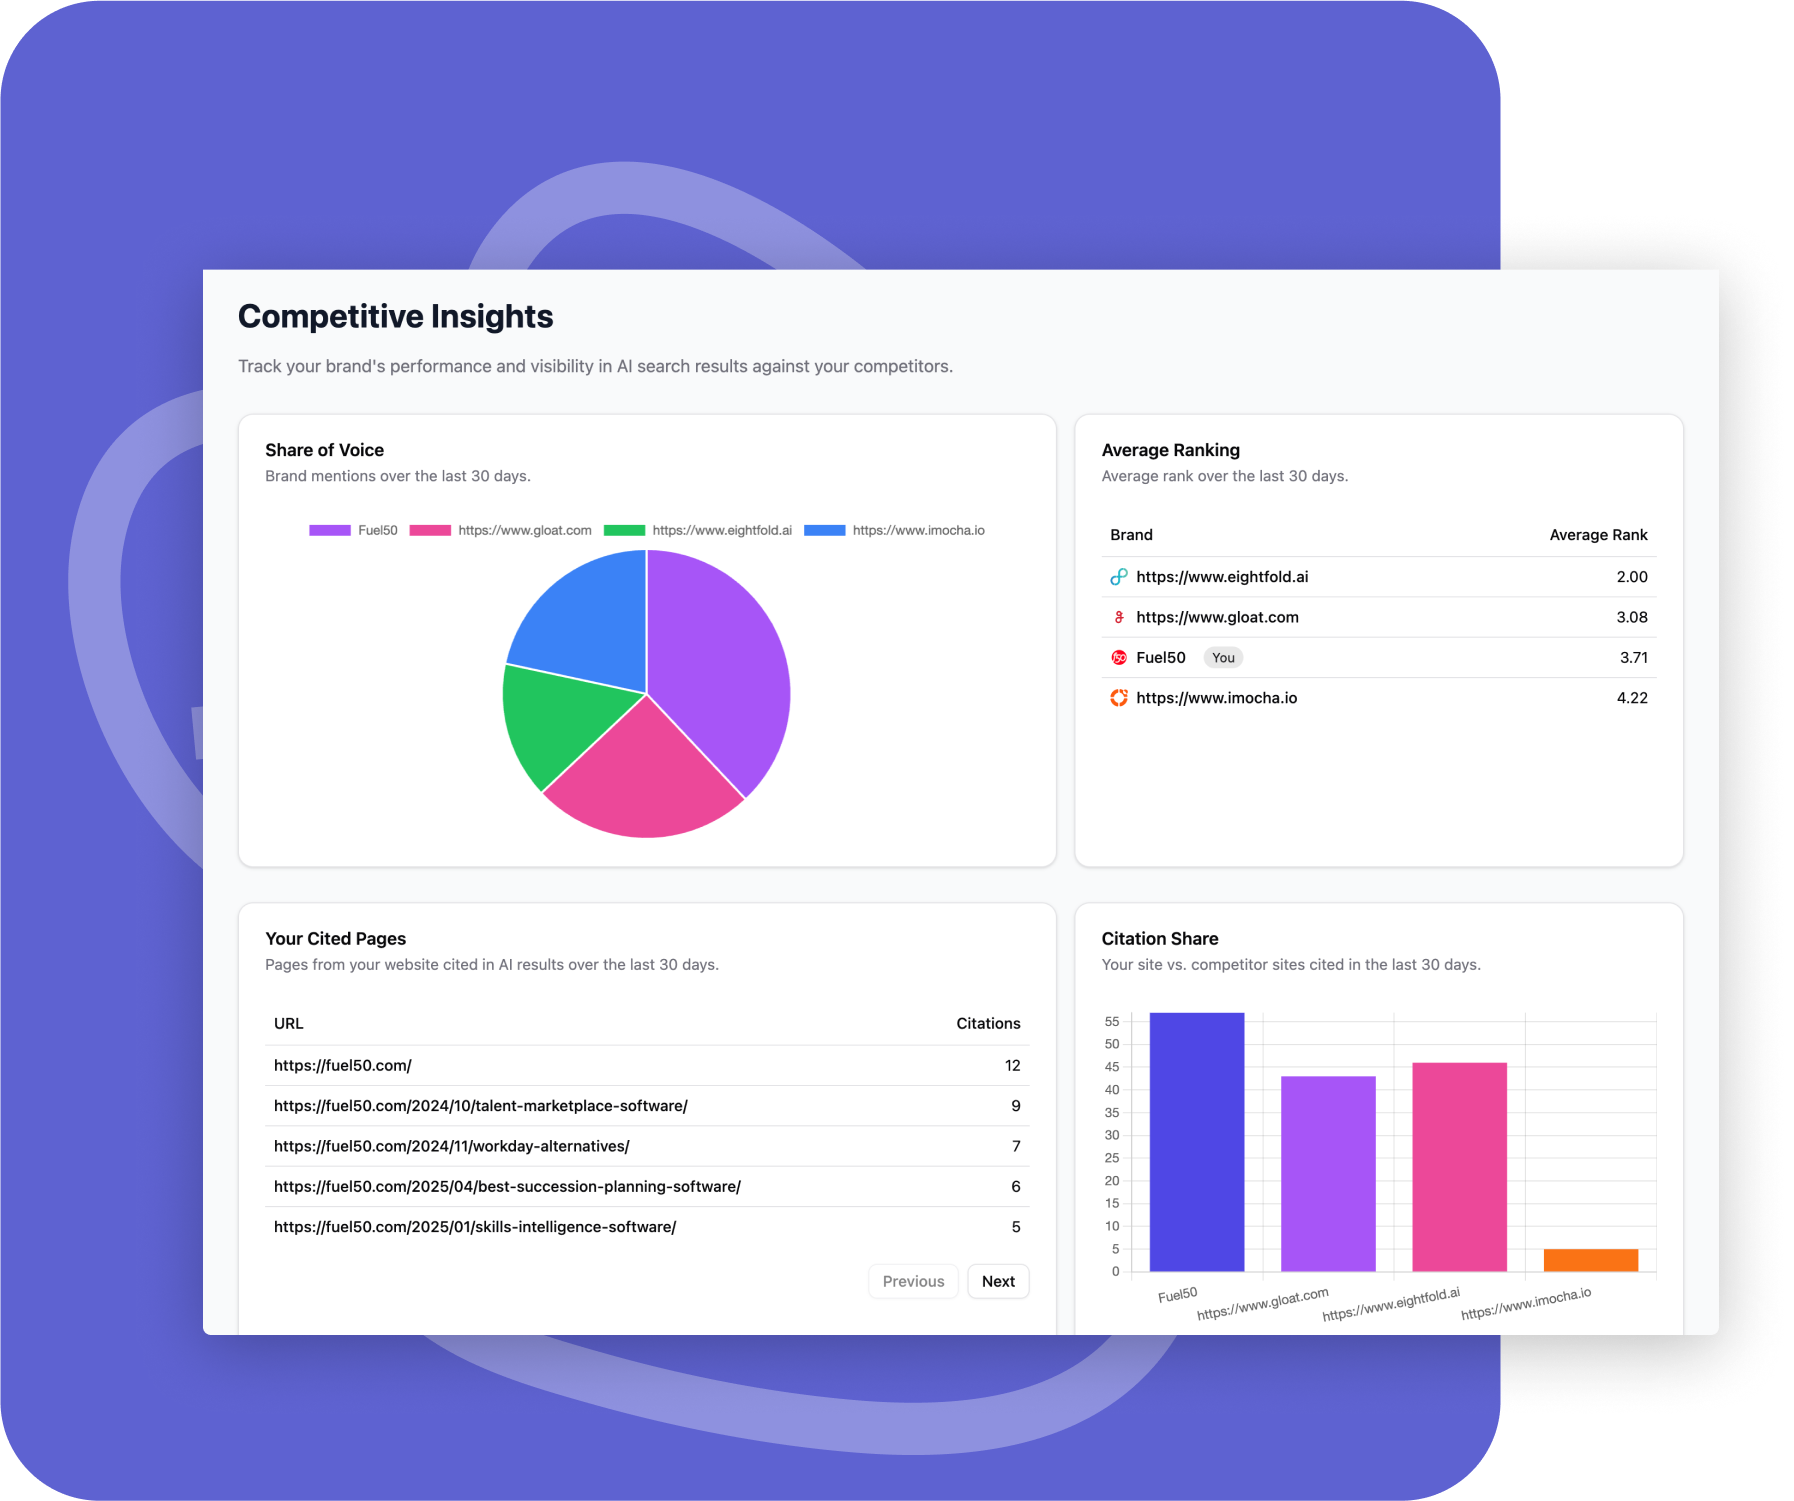 Competitive Insights
Track your brand's performance and visibility in AI search results against your competitors.
Share of Voice
Brand mentions over the last 30 days.
Fuel50 https://www.gloat.com https://www.eightfold.ai https://www.imocha.io
Average Ranking
Average rank over the last 30 days.
Brand Average Rank
https://www.eightfold.ai 2.00
https://www.gloat.com 3.08
f50 Fuel50 You 3.71
https://www.imocha.io 4.22
Your Cited Pages
Pages from your website cited in AI results over the last 30 days.
URL Citations
https://fuel50.com/ 12
https://fuel50.com/2024/10/talent-marketplace-software/ 9
https://fuel50.com/2024/11/workday-alternatives/ 7
https://fuel50.com/2025/04/best-succession-planning-software/ 6
https://fuel50.com/2025/01/skills-intelligence-software/ 5
Previous Next
Citation Share
Your site vs. competitor sites cited in the last 30 days.
55
50
45
40
35
30
25
20
15
10
5
0
Fuel50 https://www.gloat.com https://www.eightfold.ai https://www.imocha.io